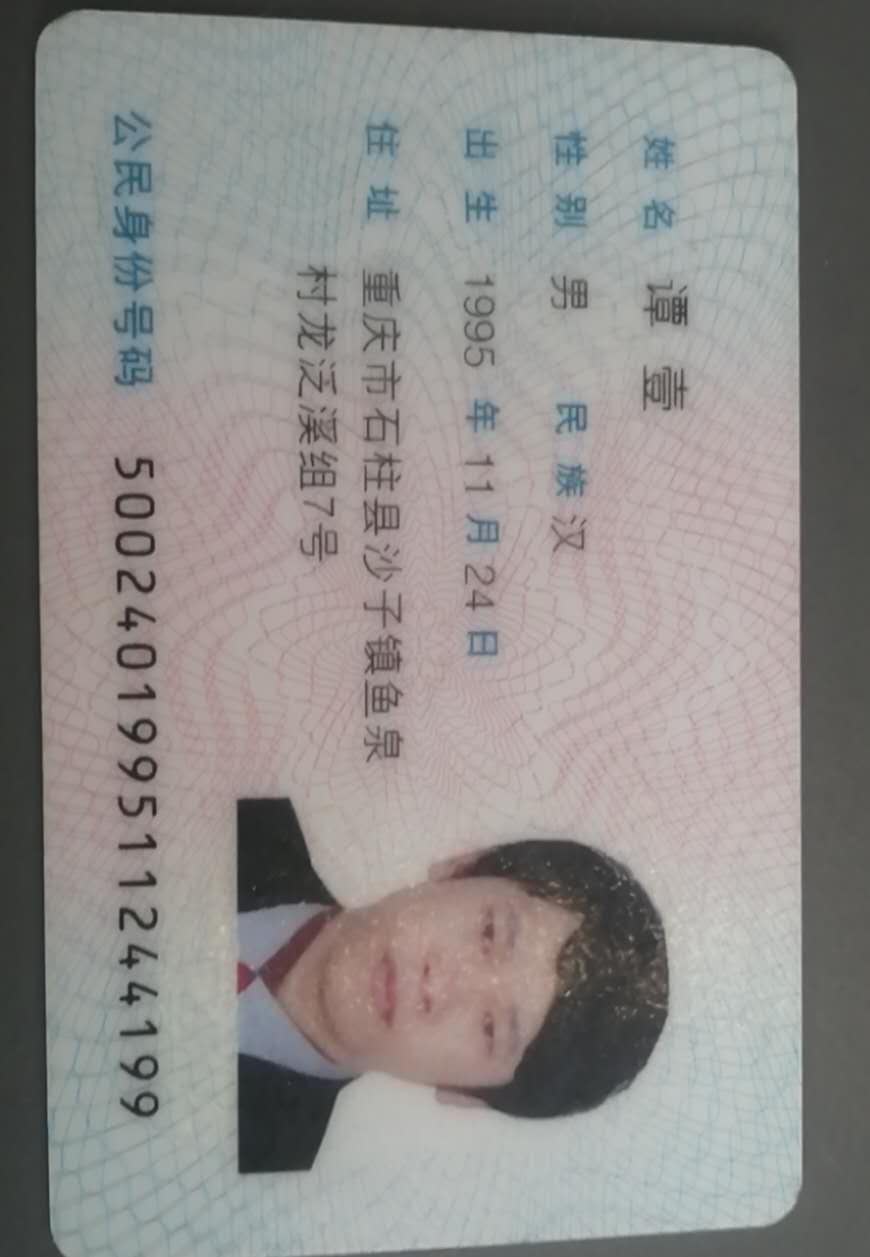 姓名 谭壹
性别 男 民族 汉
出生 1995 年 11 月 24 日
住址 重庆市石柱县沙子镇鱼泉
村龙泛溪组7号
公民身份号码 500240199511244199